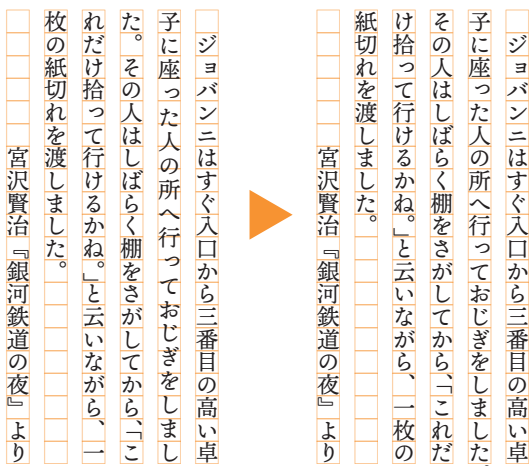 ジョバンニはすぐ入口から三番目の高い卓
子に座った人の所へ行っておじぎをしまし
た。その人はしばらく棚をさがしてから、「こ
れだけ拾って行けるかね。」と云いながら、一
枚の紙切れを渡しました。
宮沢賢治『銀河鉄道の夜』より
ジョバンニはすぐ入口から三番目の高い卓
子に座った人の所へ行っておじぎをしました。
その人はしばらく棚をさがしてから、「これだ
け拾って行けるかね。」と云いながら、一枚の
紙切れを渡しました。
宮沢賢治『銀河鉄道の夜』より